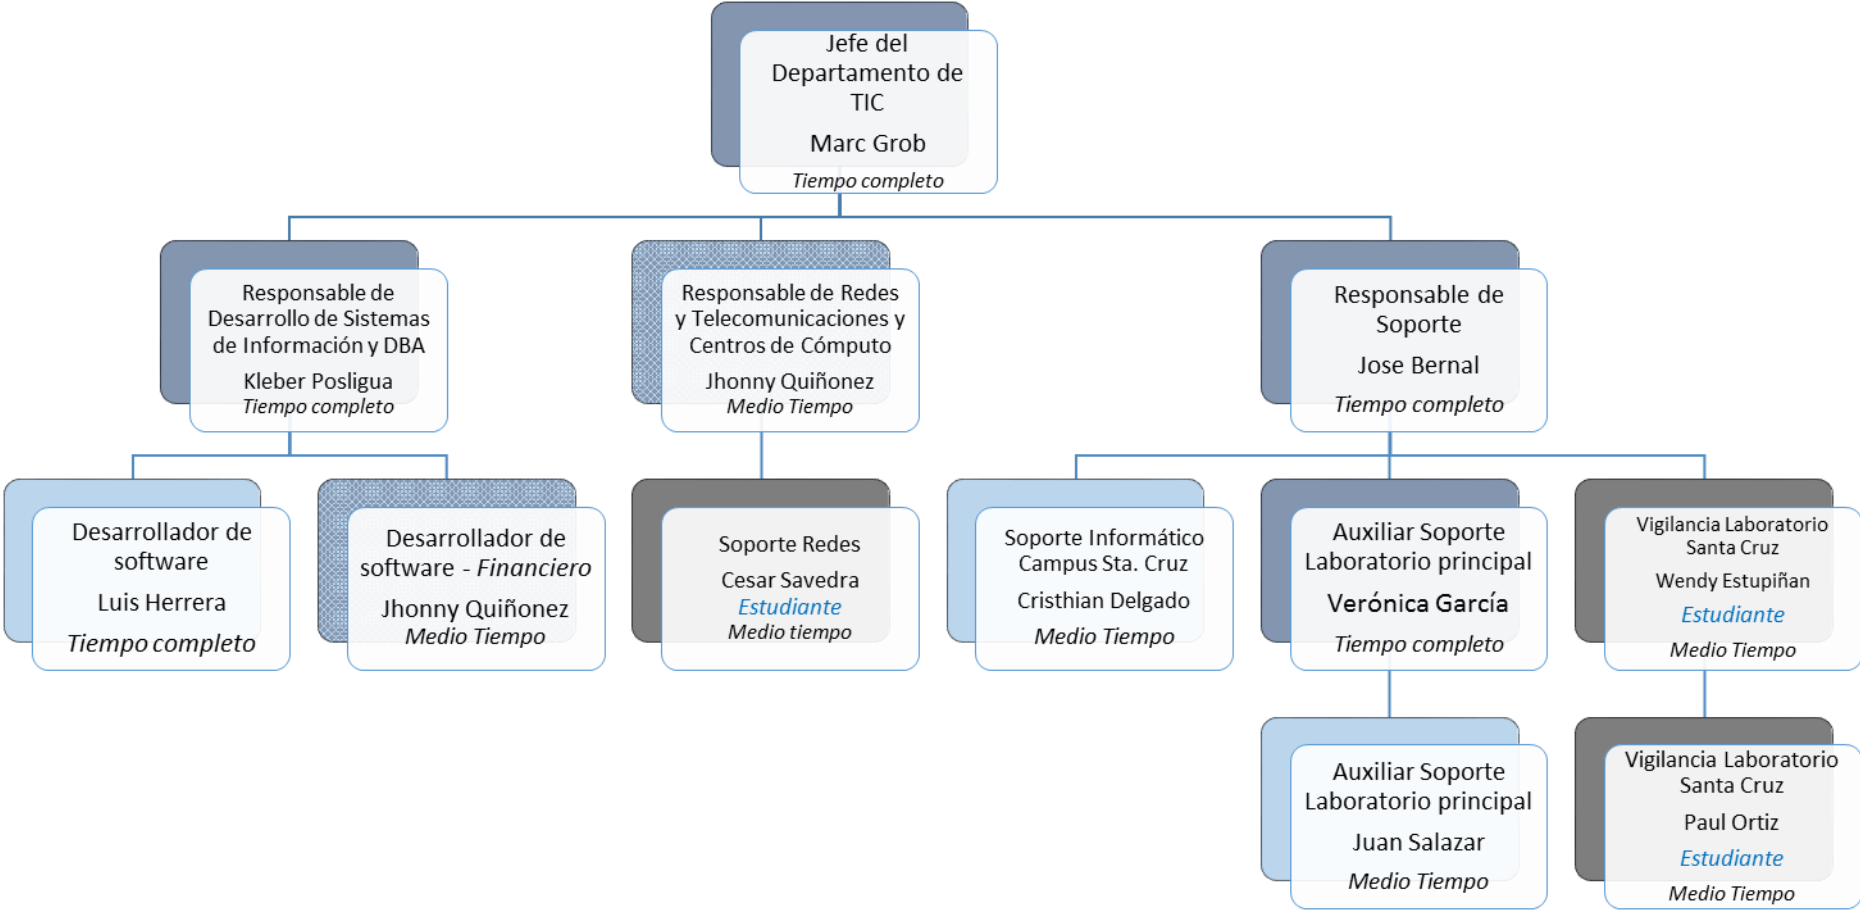 Jefe del
Departamento de
TIC
Marc Grob
Tiempo completo
Responsable de
Desarrollo de Sistemas
de Información y DBA
Kleber Posligua
Tiempo completo
Responsable de Redes
y Telecomunicaciones y
Centros de Cómputo
Jhonny Quiñonez
Medio Tiempo
Responsable de
Soporte
Jose Bernal
Tiempo completo
Desarrollador de
software
Luis Herrera
Tiempo completo
Desarrollador de
software - Financiero
Jhonny Quiñonez
Medio Tiempo
Soporte Redes
Cesar Savedra
Estudiante
Medio tiempo
Soporte Informático
Campus Sta. Cruz
Cristhian Delgado
Medio Tiempo
Auxiliar Soporte
Laboratorio principal
Verónica García
Tiempo completo
Vigilancia Laboratorio
Santa Cruz
Wendy Estupiñan
Estudiante
Medio Tiempo
Auxiliar Soporte
Laboratorio principal
Juan Salazar
Medio Tiempo
Vigilancia Laboratorio
Santa Cruz
Paul Ortiz
Estudiante
Medio Tiempo